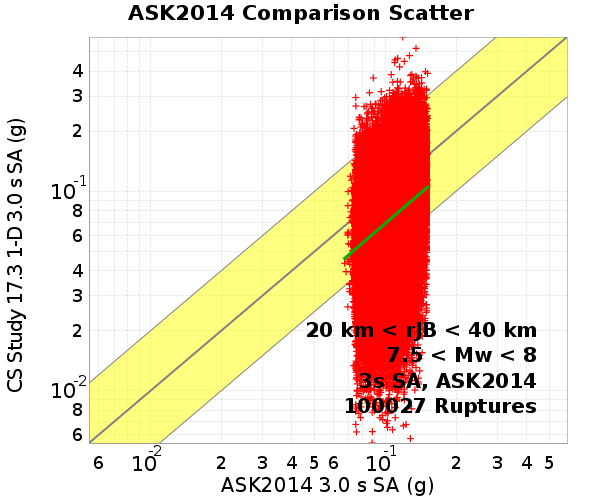 ASK2014 Comparison Scatter
CS Study 17.3 1-D 3.0 s SA (g)
4
3
2
10-1
8
6
4
3
2
10-2
8
6
20 km < rJB < 40 km
7.5 < Mw < 8
3s SA, ASK2014
100027 Ruptures
6 8 10-2 2 3 4 5 6 8 10-1 2 3 4 5
ASK2014 3.0 s SA (g)